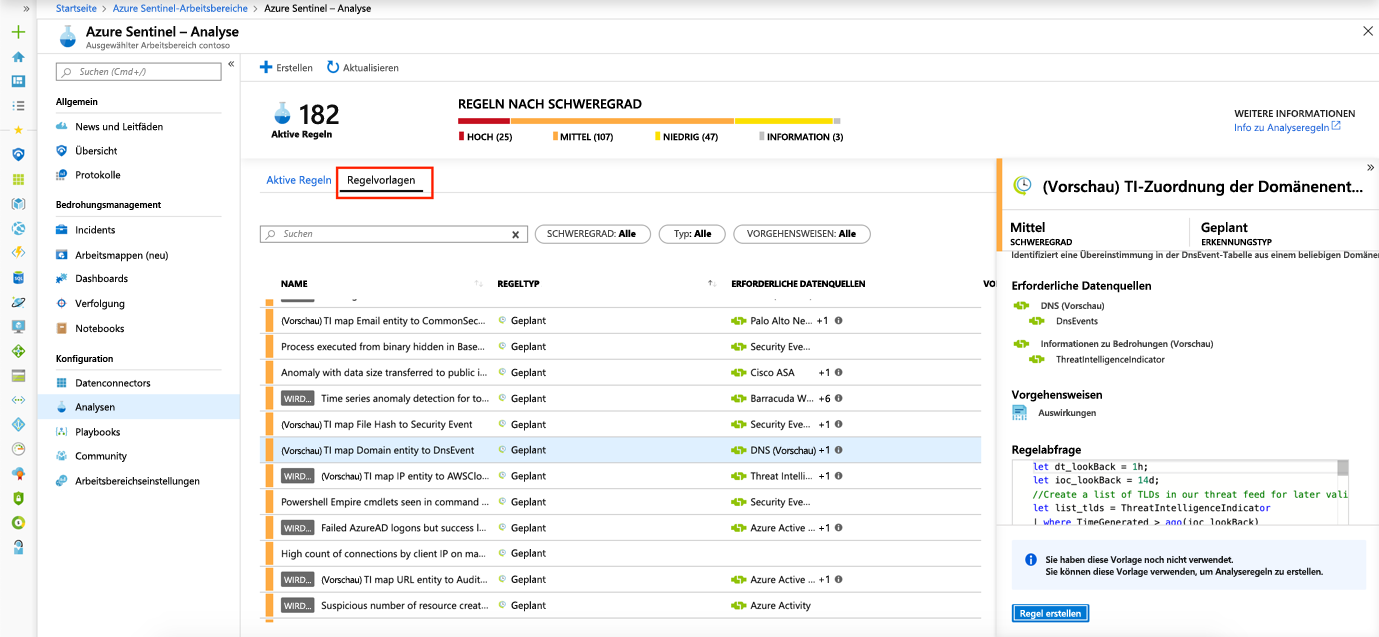 Startseite > Azure Sentinel-Arbeitsbereiche > Azure Sentinel – Analyse
Azure Sentinel – Analyse
Ausgewählter Arbeitsbereich contoso
Suchen (Cmd+/)
Allgemein
News und Leitfäden
Übersicht
Protokolle
Bedrohungsmanagement
Incidents
Arbeitsmappen (neu)
Dashboards
Verfolgung
Notebooks
Konfiguration
Datenconnectors
Analysen
Playbooks
Community
Arbeitsbereichseinstellungen
Erstellen
Aktualisieren
182
Aktive Regeln
REGELN NACH SCHWEREGRAD
HOCH (25)
MITTEL (107)
NIEDRIG (47)
INFORMATION (3)
WEITERE INFORMATIONEN
Info zu Analyseregeln
Aktive Regeln
Regelvorlagen
Suchen
SCHWEREGRAD: Alle
Typ: Alle
VORGEHENSWEISEN: Alle
NAME REGELTYP ERFORDERLICHE DATENQUELLEN VO
(Vorschau) TI map Email entity to CommonSec... Geplant Palo Alto Ne... +1
Process executed from binary hidden in Base... Geplant Security Eve...
Anomaly with data size transferred to public i... Geplant Cisco ASA +1
WIRD... Time series anomaly detection for to... Geplant Barracuda W... +6
(Vorschau) TI map File Hash to Security Event Geplant Security Eve... +1
(Vorschau) TI map Domain entity to DnsEvent Geplant DNS (Vorschau) +1
WIRD... (Vorschau) TI map IP entity to AWSClo... Geplant Threat Intelli... +1
Powershell Empire cmdlets seen in command ... Geplant Security Eve...
WIRD... Failed AzureAD logons but success l... Geplant Azure Active ... +1
High count of connections by client IP on ma... Geplant
WIRD... (Vorschau) TI map URL entity to Audit... Geplant Azure Active ... +1
WIRD... Suspicious number of resource creat... Geplant Azure Activity
(Vorschau) TI-Zuordnung der Domänenent...
Mittel
SCHWEREGRAD
Geplant
ERKENNUNGSTYP
Identifiziert eine Übereinstimmung in der DnsEvent-Tabelle aus einem beliebigen Domänen
Erforderliche Datenquellen
DNS (Vorschau)
DnsEvents
Informationen zu Bedrohungen (Vorschau)
ThreatIntelligenceIndicator
Vorgehensweisen
Auswirkungen
Regelabfrage
let dt_lookBack = 1h;
let ioc_lookBack = 14d;
//Create a list of TLDs in our threat feed for later vali
let list_tlds = ThreatIntelligenceIndicator
| where TimeGenerated > ago(ioc_lookBack)
Sie haben diese Vorlage noch nicht verwendet.
Sie können diese Vorlage verwenden, um Analyseregeln zu erstellen.
Regel erstellen